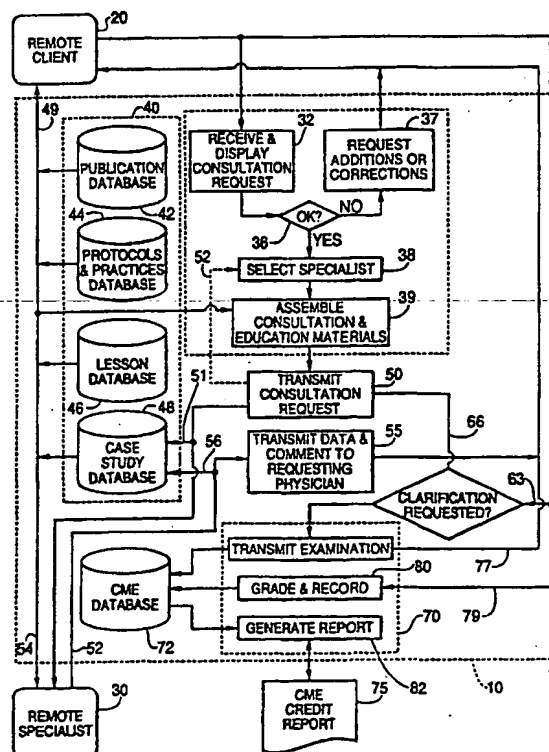 20
REMOTE
CLIENT
49
40
32
37
RECEIVE &
DISPLAY
CONSULTATION
REQUEST
REQUEST
ADDITIONS OR
CORRECTIONS
PUBLICATION
DATABASE
44
42
OK?
NO
36
YES
PROTOCOLS
& PRACTICES
DATABASE
52
SELECT SPECIALIST
38
ASSEMBLE
CONSULTATION &
EDUCATION MATERIALS
39
LESSON
DATABASE
46
48
51
TRANSMIT
CONSULTATION
REQUEST
50
66
CASE
STUDY
DATABASE
56
TRANSMIT DATA &
COMMENT TO
REQUESTING
PHYSICIAN
55
63
CLARIFICATION
REQUESTED?
TRANSMIT EXAMINATION
77
CME
DATABASE
80
GRADE & RECORD
79
GENERATE REPORT
70
72
82
54
52
10
30
REMOTE
SPECIALIST
75
CME
CREDIT
REPORT